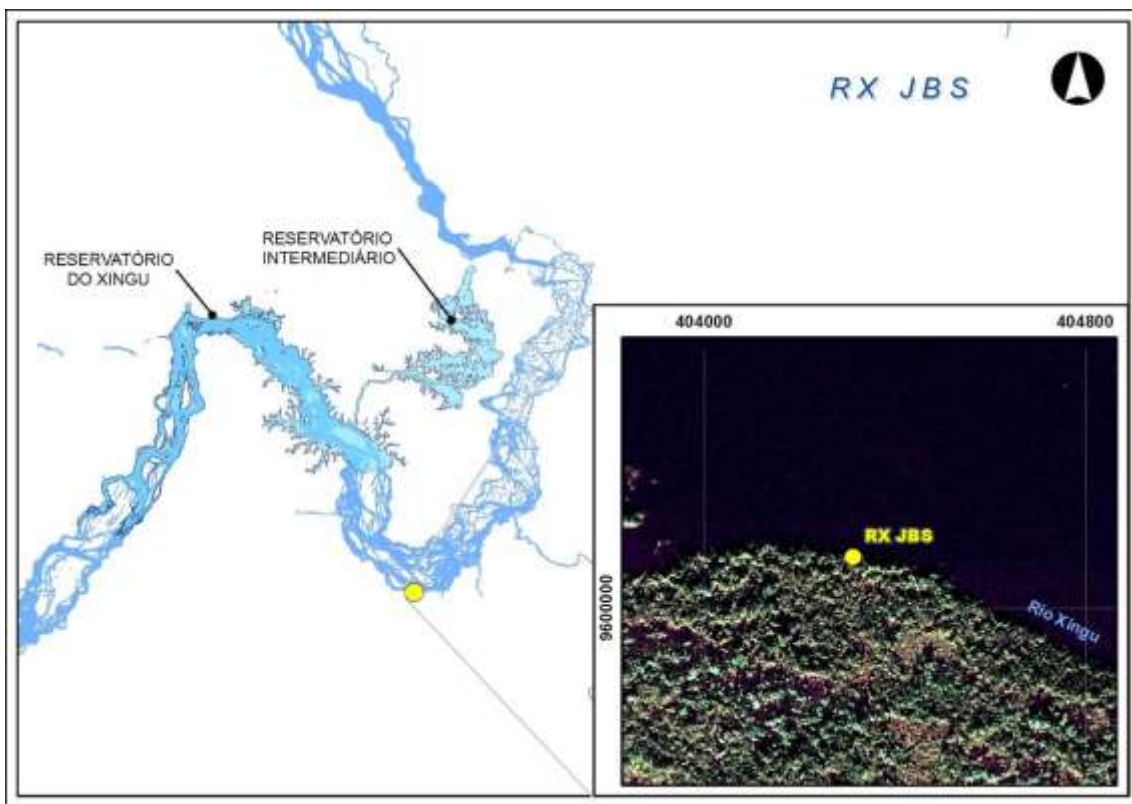 RX JBS
RESERVATÓRIO
INTERMEDIÁRIO
RESERVATÓRIO
DO XINGU
404000
404800
RX JBS
9600000
Rio Xingu